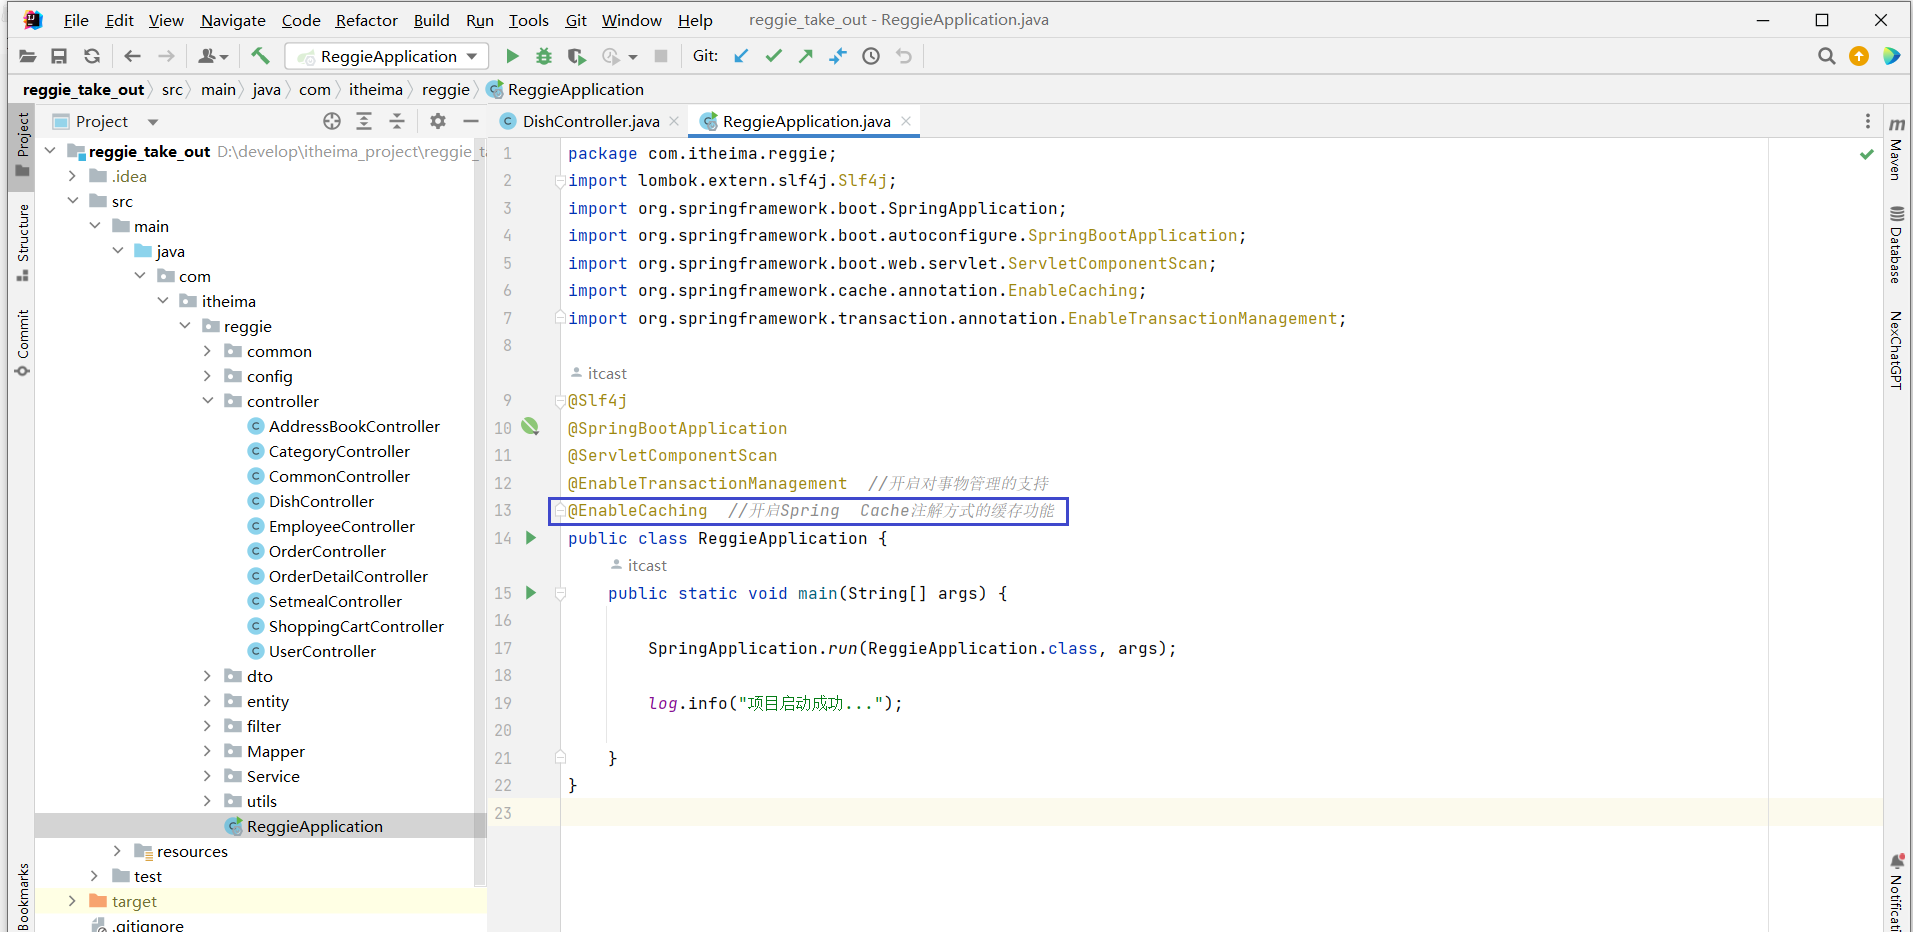 File Edit View Navigate Code Refactor Build Run Tools Git Window Help reggie_take_out - ReggieApplication.java
ReggieApplication Git:
reggie_take_out src main java com itheima reggie ReggieApplication
Project
DishController.java ReggieApplication.java
Project
Structure
Commit
Bookmarks
reggie_take_out D:\develop\itheima_project\reggie_t
.idea
src
main
java
com
itheima
reggie
common
config
controller
AddressBookController
CategoryController
CommonController
DishController
EmployeeController
OrderController
OrderDetailController
SetmealController
ShoppingCartController
UserController
dto
entity
filter
Mapper
Service
utils
ReggieApplication
resources
test
target
.gitignore
1 package com.itheima.reggie;
2 import lombok.extern.slf4j.Slf4j;
3 import org.springframework.boot.SpringApplication;
4 import org.springframework.boot.autoconfigure.SpringBootApplication;
5 import org.springframework.boot.web.servlet.ServletComponentScan;
6 import org.springframework.cache.annotation.EnableCaching;
7 import org.springframework.transaction.annotation.EnableTransactionManagement;
8
itcast
9 @Slf4j
10 @SpringBootApplication
11 @ServletComponentScan
12 @EnableTransactionManagement //开启对事物管理的支持
13 @EnableCaching //开启Spring Cache注解方式的缓存功能
14 public class ReggieApplication {
itcast
15 public static void main(String[] args) {
16
17 SpringApplication.run(ReggieApplication.class, args);
18
19 log.info("项目启动成功...");
20
21 }
22 }
23
m
Maven
Database
NexChatGPT
Notificati